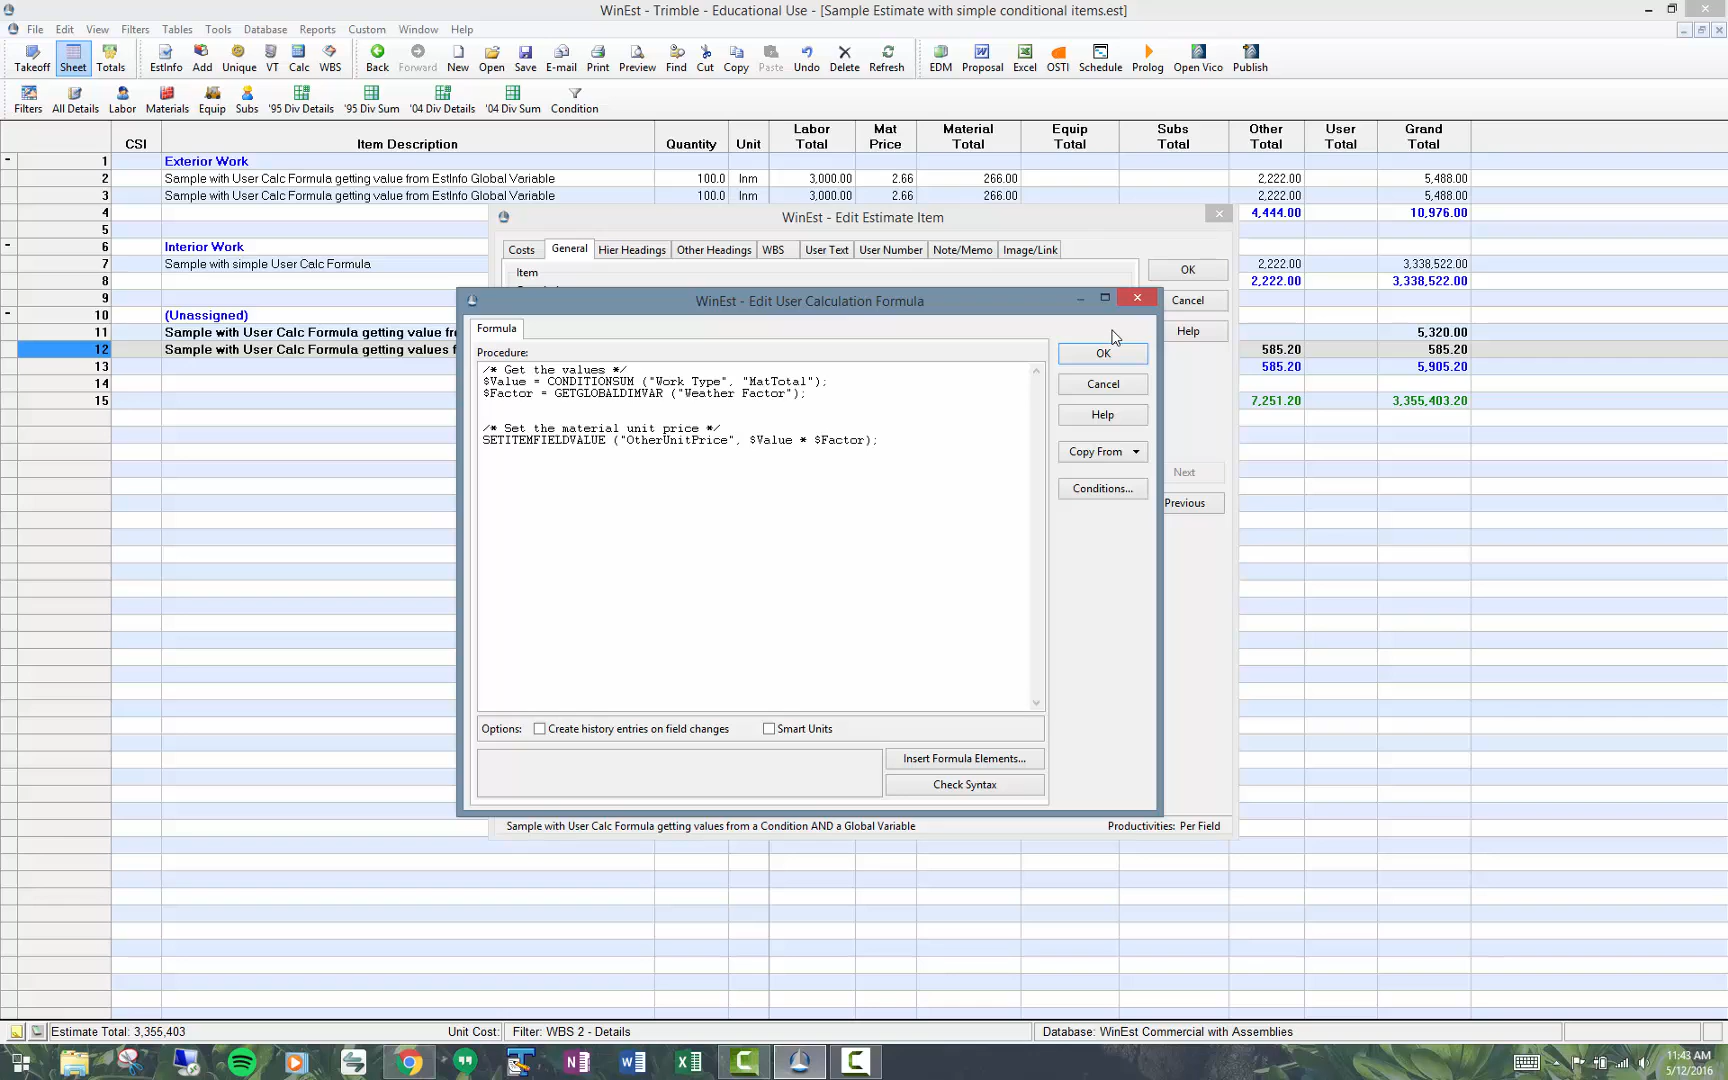 WinEst - Trimble - Educational Use - [Sample Estimate with simple conditional items.est]
File Edit View Filters Tables Tools Database Reports Custom Window Help
Takeoff Sheet Totals EstInfo Add Unique VT Calc WBS Back Forward New Open Save E-mail Print Preview Find Cut Copy Paste Undo Delete Refresh EDM Proposal Excel OSTI Schedule Prolog Open Vico Publish
Filters All Details Labor Materials Equip Subs '95 Div Details '95 Div Sum '04 Div Details '04 Div Sum Condition
CSI Item Description Quantity Unit Labor Total Mat Price Material Total Equip Total Subs Total Other Total User Total Grand Total
1 Exterior Work
2 Sample with User Calc Formula getting value from EstInfo Global Variable 100.0 lnm 3,000.00 2.66 266.00 2,222.00 5,488.00
3 Sample with User Calc Formula getting value from EstInfo Global Variable 100.0 lnm 3,000.00 2.66 266.00 2,222.00 5,488.00
4 4,444.00 10,976.00
5
6 Interior Work
7 Sample with simple User Calc Formula 2,222.00 3,338,522.00
8 2,222.00 3,338,522.00
9
10 (Unassigned)
11 Sample with User Calc Formula getting value fr 5,320.00
12 Sample with User Calc Formula getting values f 585.20 585.20
13 585.20 5,905.20
14
15 7,251.20 3,355,403.20
WinEst - Edit Estimate Item
Costs General Hier Headings Other Headings WBS User Text User Number Note/Memo Image/Link
Item
OK
Cancel
Help
Next
Previous
WinEst - Edit User Calculation Formula
Formula
Procedure:
/* Get the values */
$Value = CONDITIONSUM ("Work Type", "MatTotal");
$Factor = GETGLOBALDIMVAR ("Weather Factor");
/* Set the material unit price */
SETITEMFIELDVALUE ("OtherUnitPrice", $Value * $Factor);
OK
Cancel
Help
Copy From
Conditions...
Options: Create history entries on field changes Smart Units
Insert Formula Elements...
Check Syntax
Sample with User Calc Formula getting values from a Condition AND a Global Variable Productivities: Per Field
Estimate Total: 3,355,403 Unit Cost: Filter: WBS 2 - Details Database: WinEst Commercial with Assemblies
11:43 AM
5/12/2016